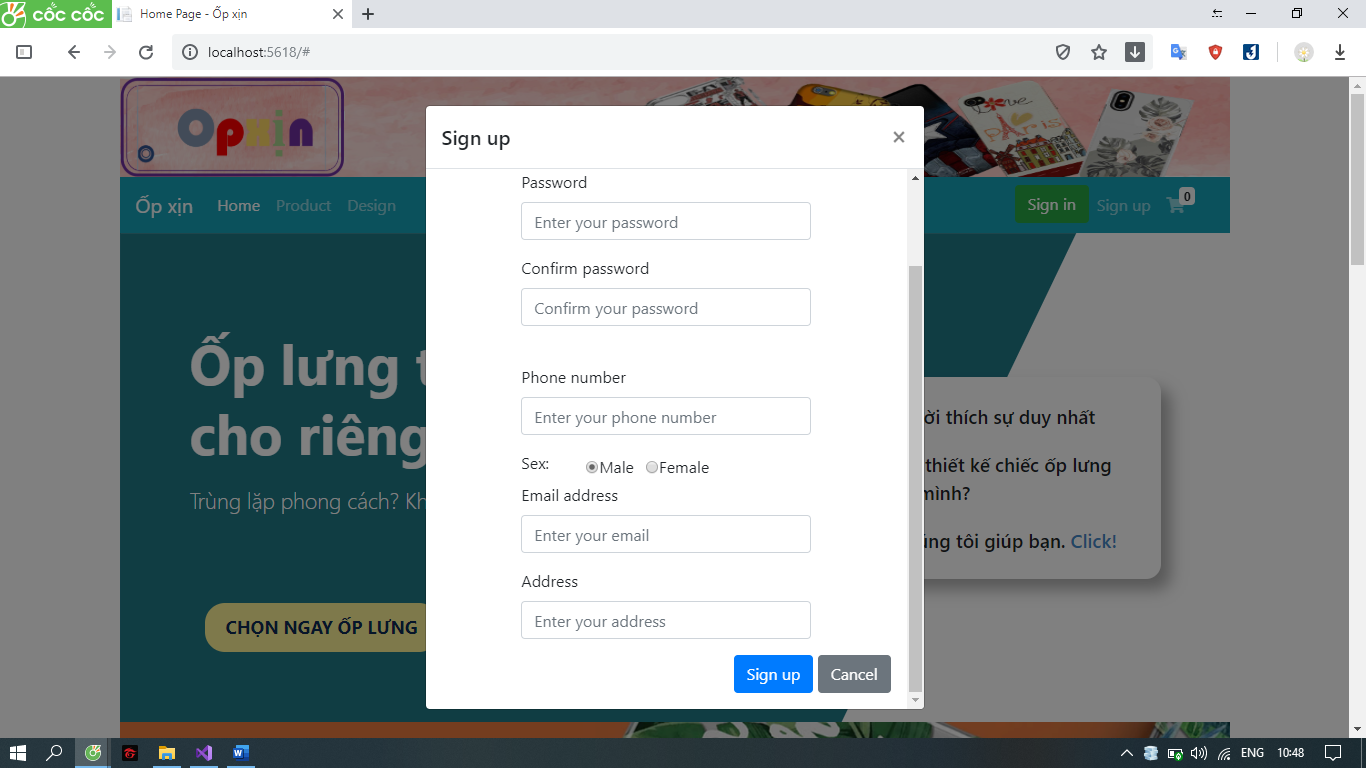 cốc cốc
Home Page - Ốp xịn
localhost:5618/#
Opxịn
PARIS
Sign up
×
Ốp xịn
Home
Product
Design
Sign in
Sign up
0
Password
Enter your password
Confirm password
Confirm your password
Phone number
Enter your phone number
Sex:
Male
Female
Email address
Enter your email
Address
Enter your address
Sign up
Cancel
Ốp lưng
cho riêng
Trùng lặp phong cách?
CHỌN NGAY ỐP LƯNG
thích sự duy nhất
thiết kế chiếc ốp lưng
mình?
tôi giúp bạn. Click!
ENG
10:48